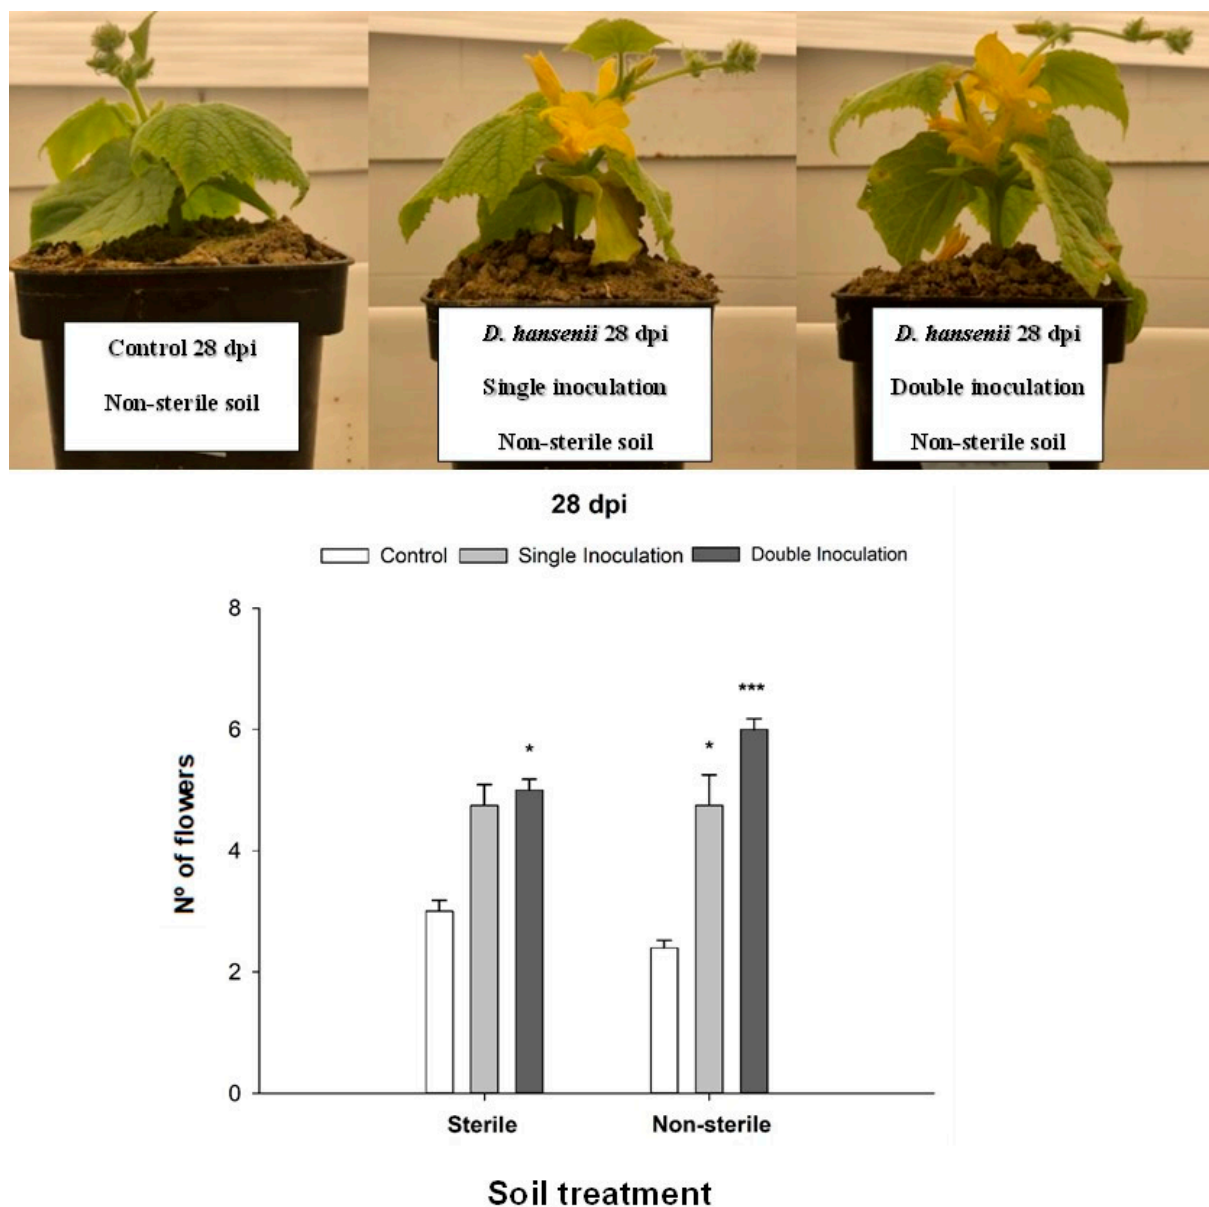 Control 28 dpi
Non-sterile soil
D. hansenii 28 dpi
Single inoculation
Non-sterile soil
D. hansenii 28 dpi
Double inoculation
Non-sterile soil
28 dpi
Control
Single Inoculation
Double Inoculation
8
6
4
2
0
Nº of flowers
*
*
***
Sterile
Non-sterile
Soil treatment